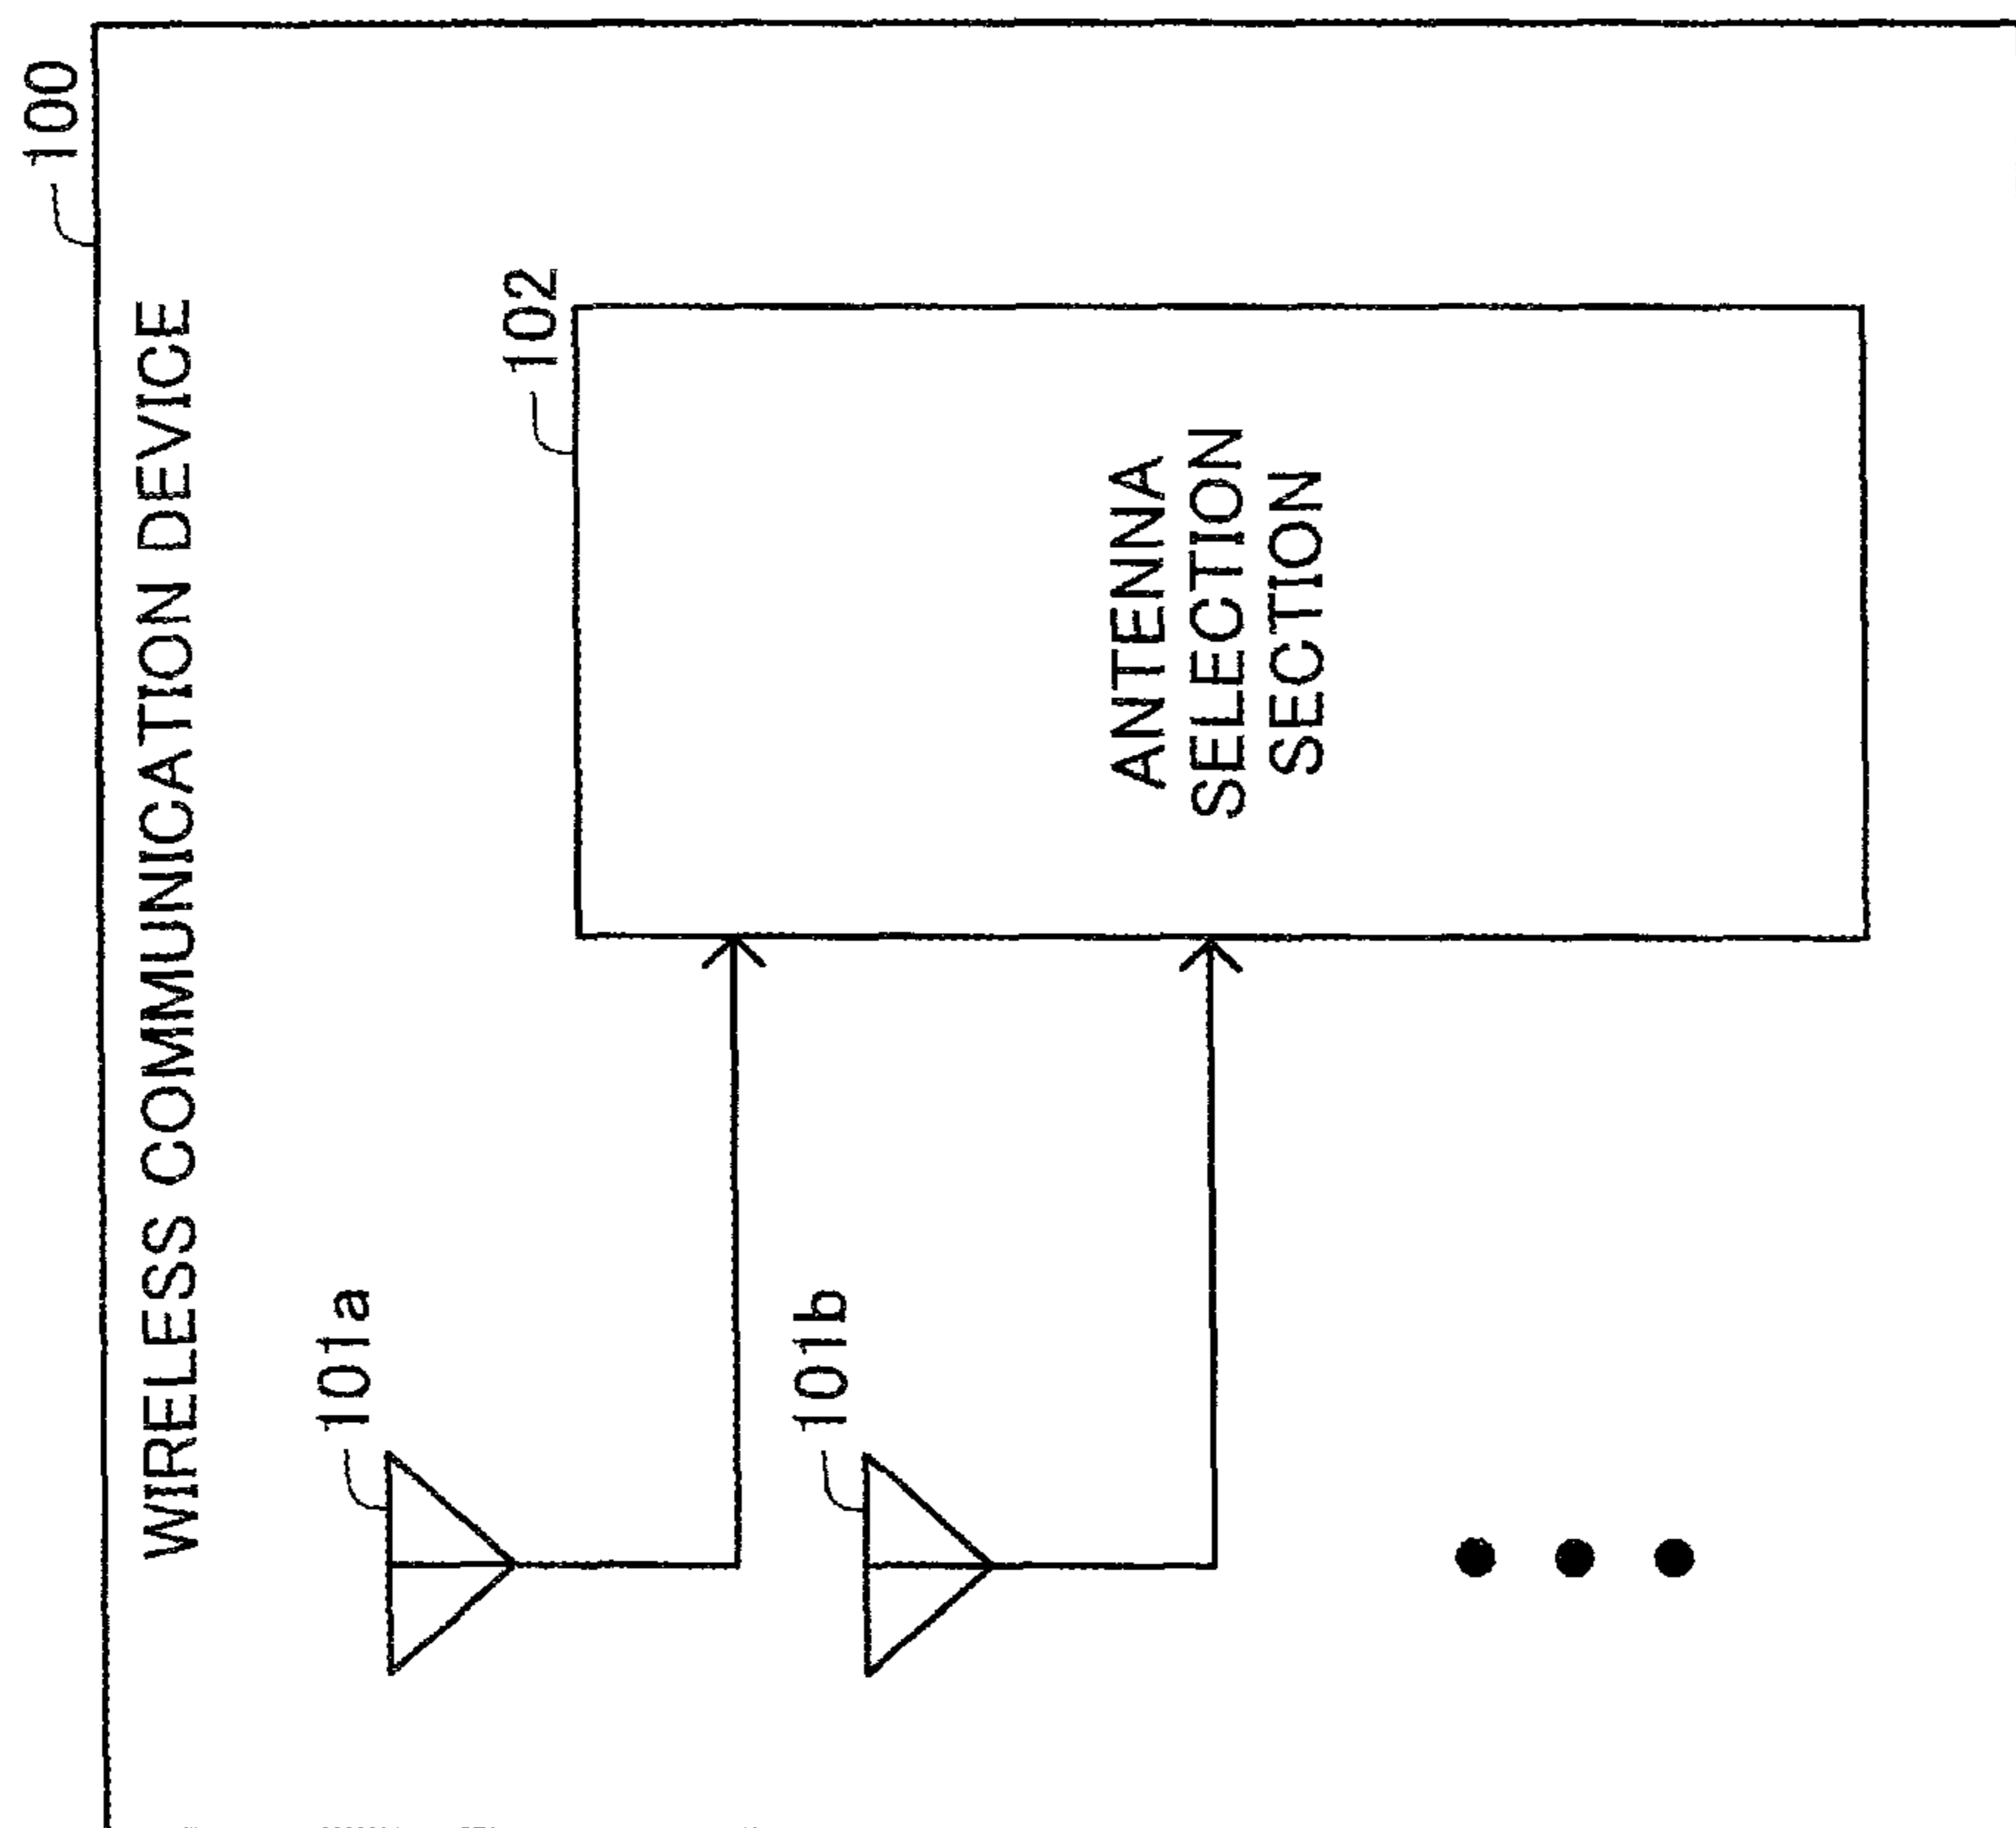 100
WIRELESS COMMUNICATION DEVICE
102
101a
ANTENNA
SELECTION
SECTION
101b